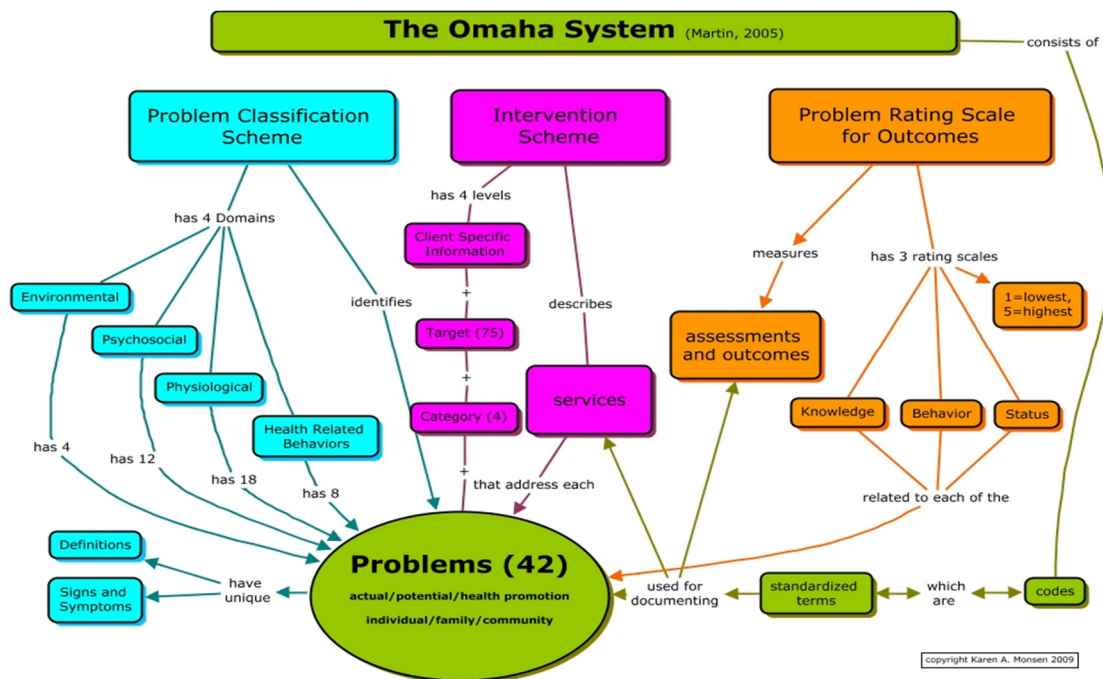 The Omaha System (Martin, 2005)
consists of
Problem Classification
Scheme
Intervention
Scheme
Problem Rating Scale
for Outcomes
has 4 Domains
has 4 levels
Client Specific
Information
measures
has 3 rating scales
Environmental
identifies
+
describes
1=lowest,
5=highest
Psychosocial
Target (75)
assessments
and outcomes
Physiological
+
Health Related
Behaviors
Category (4)
services
Knowledge
Behavior
Status
has 4
has 12
has 18
has 8
+
that address each
related to each of the
Definitions
Signs and
Symptoms
have
unique
Problems (42)
actual/potential/health promotion
individual/family/community
used for
documenting
standardized
terms
which
are
codes
copyright Karen A. Monsen 2009